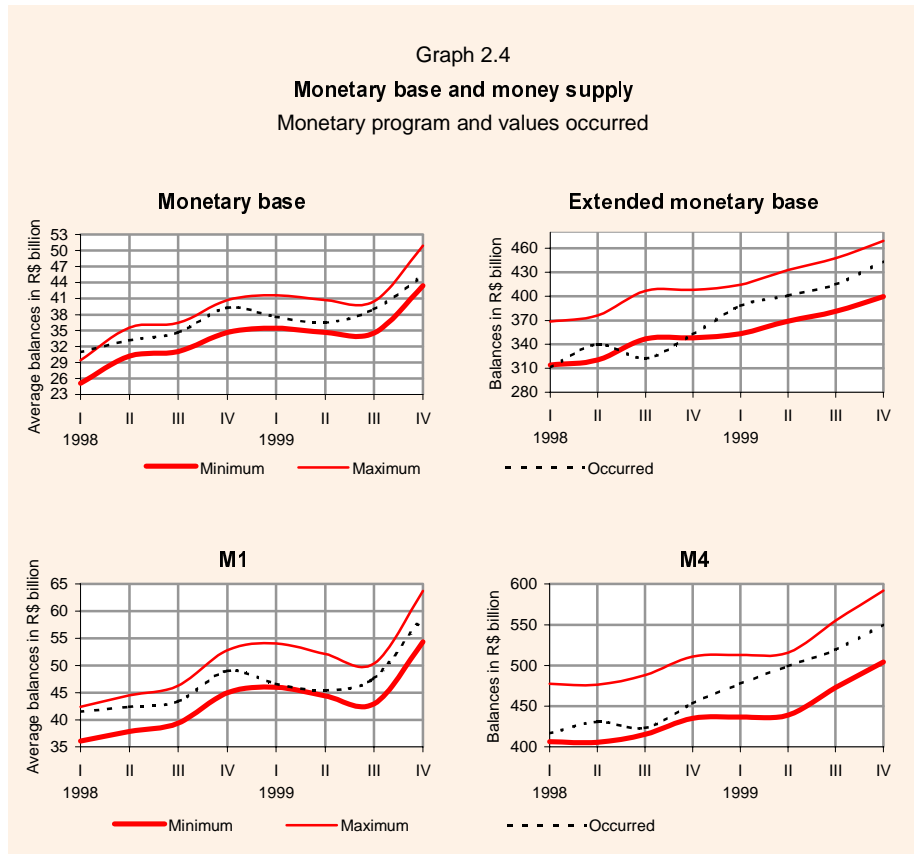 Graph 2.4
Monetary base and money supply
Monetary program and values occurred
Monetary base
Average balances in R$ billion
53
50
47
44
41
38
35
32
29
26
23
I II III IV I II III IV
1998 1999
Extended monetary base
Balances in R$ billion
460
430
400
370
340
310
280
I II III IV I II III IV
1998 1999
Minimum Maximum Occurred
M1
Average balances in R$ billion
65
60
55
50
45
40
35
I II III IV I II III IV
1998 1999
M4
Balances in R$ billion
600
550
500
450
400
I II III IV I II III IV
1998 1999
Minimum Maximum Occurred